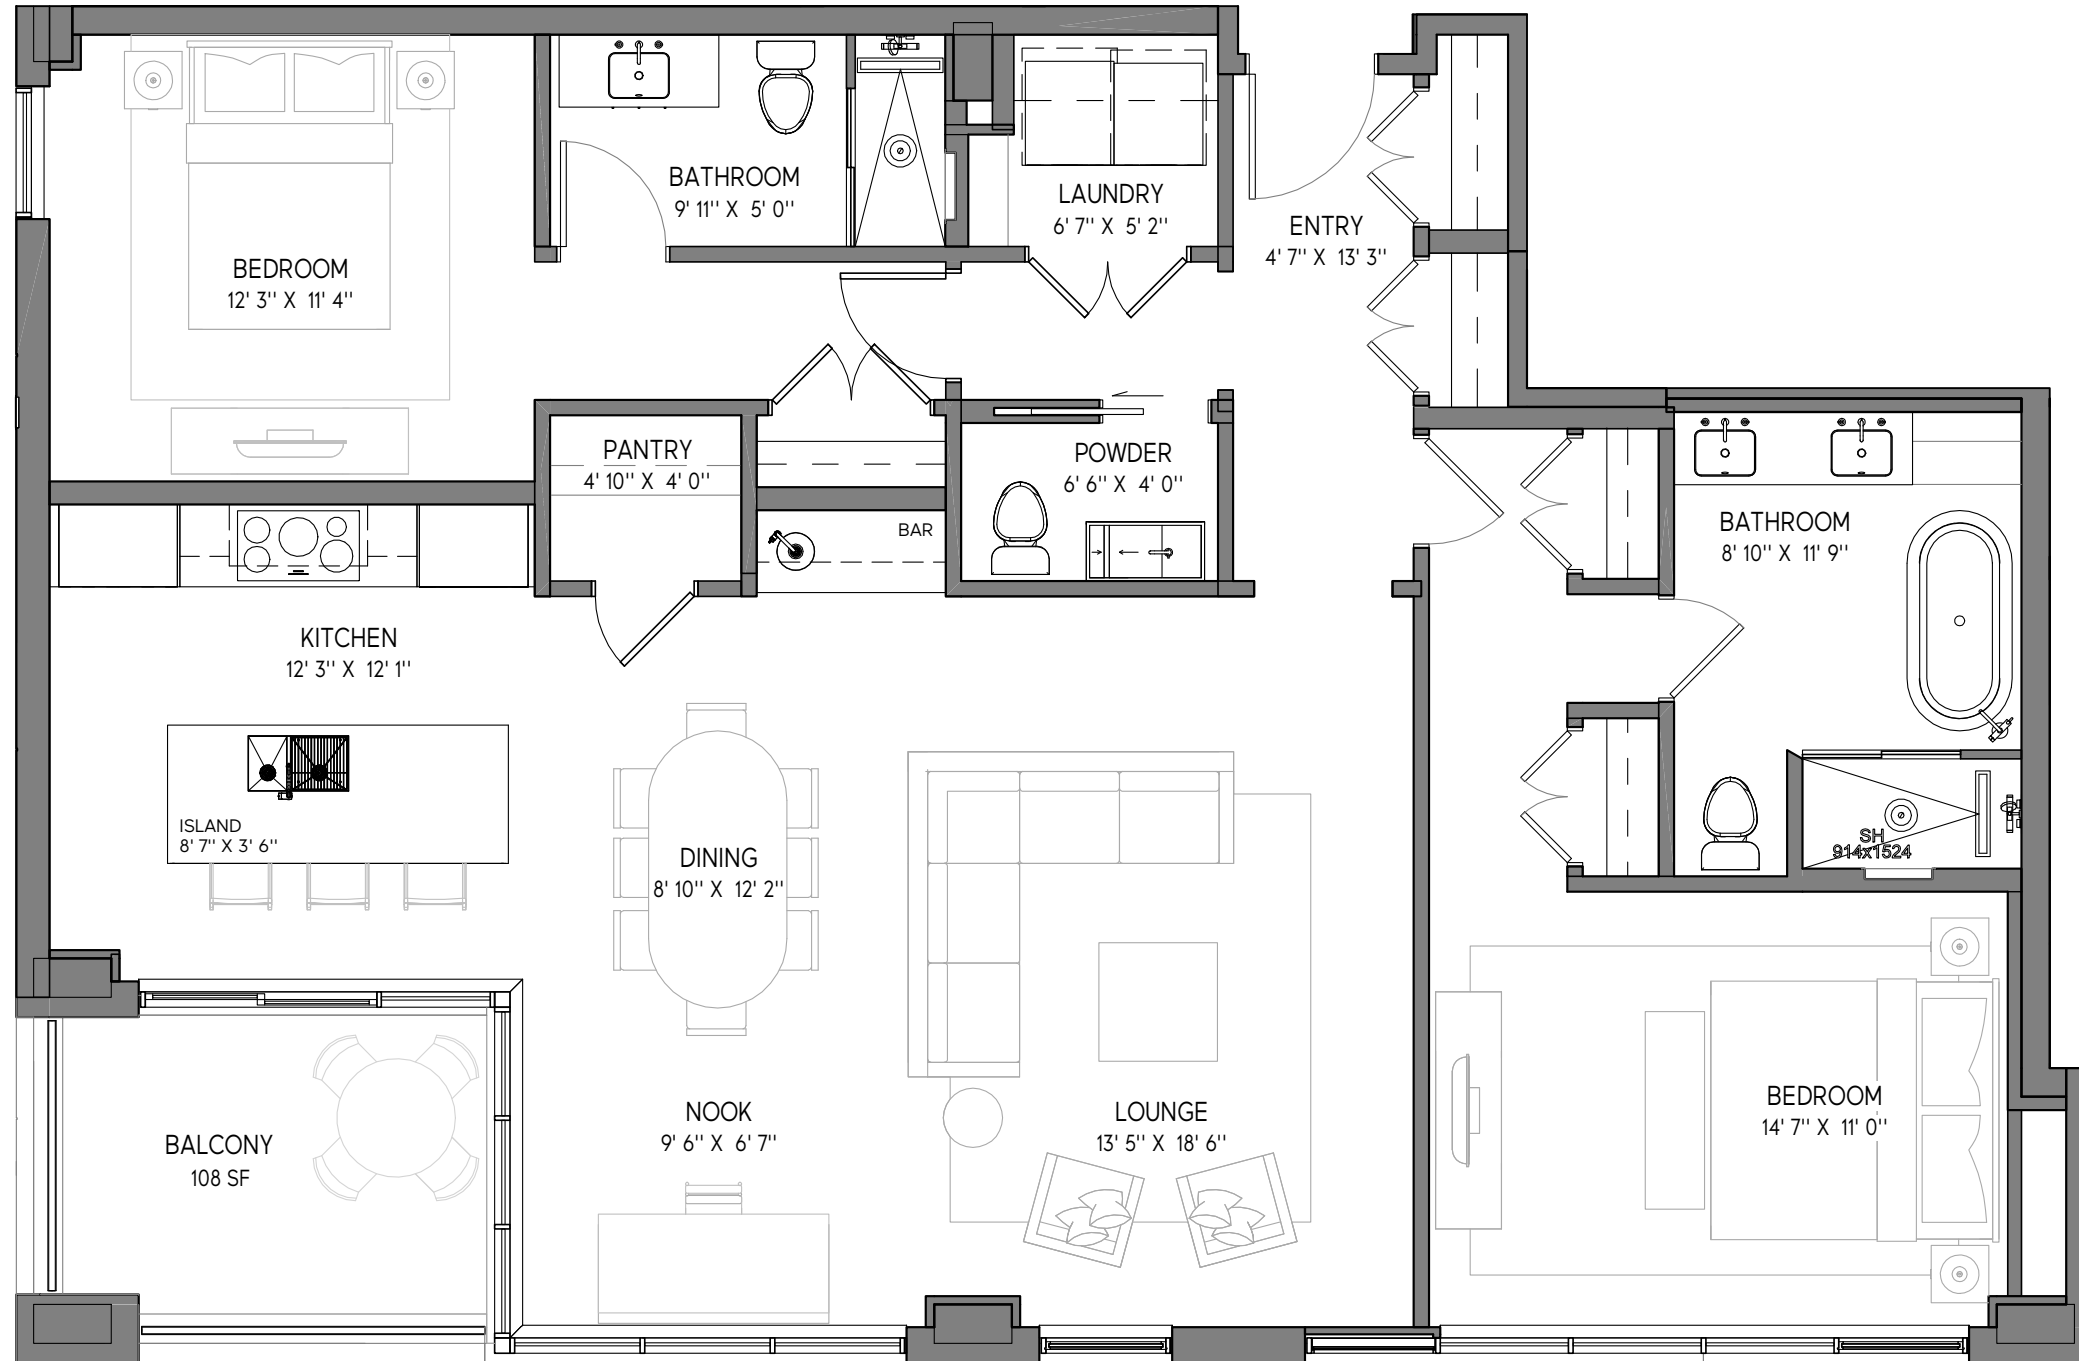 BATHROOM
9' 11" X 5' 0"
LAUNDRY
6' 7" X 5' 2"
ENTRY
4' 7" X 13' 3"
BEDROOM
12' 3" X 11' 4"
PANTRY
4' 10" X 4' 0"
POWDER
6' 6" X 4' 0"
BAR
BATHROOM
8' 10" X 11' 9"
KITCHEN
12' 3" X 12' 1"
ISLAND
8' 7" X 3' 6"
DINING
8' 10" X 12' 2"
SH
914x1524
BALCONY
108 SF
NOOK
9' 6" X 6' 7"
LOUNGE
13' 5" X 18' 6"
BEDROOM
14' 7" X 11' 0"